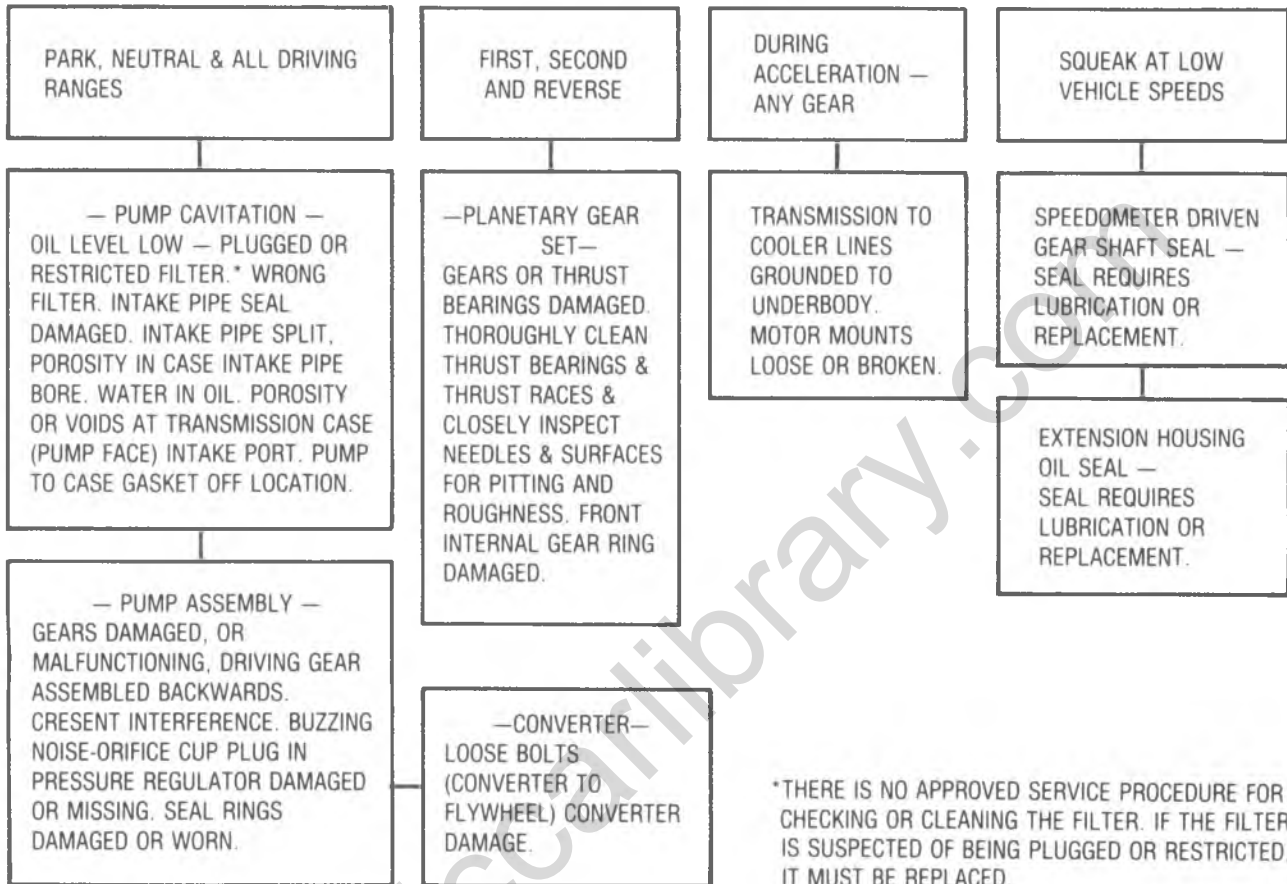 PARK, NEUTRAL & ALL DRIVING
RANGES
— PUMP CAVITATION —
OIL LEVEL LOW — PLUGGED OR
RESTRICTED FILTER.* WRONG
FILTER. INTAKE PIPE SEAL
DAMAGED. INTAKE PIPE SPLIT,
POROSITY IN CASE INTAKE PIPE
BORE. WATER IN OIL. POROSITY
OR VOIDS AT TRANSMISSION CASE
(PUMP FACE) INTAKE PORT. PUMP
TO CASE GASKET OFF LOCATION.
— PUMP ASSEMBLY —
GEARS DAMAGED, OR
MALFUNCTIONING, DRIVING GEAR
ASSEMBLED BACKWARDS.
CRESENT INTERFERENCE. BUZZING
NOISE-ORIFICE CUP PLUG IN
PRESSURE REGULATOR DAMAGED
OR MISSING. SEAL RINGS
DAMAGED OR WORN.
FIRST, SECOND
AND REVERSE
—PLANETARY GEAR
SET—
GEARS OR THRUST
BEARINGS DAMAGED.
THOROUGHLY CLEAN
THRUST BEARINGS &
THRUST RACES &
CLOSELY INSPECT
NEEDLES & SURFACES
FOR PITTING AND
ROUGHNESS. FRONT
INTERNAL GEAR RING
DAMAGED.
—CONVERTER—
LOOSE BOLTS
(CONVERTER TO
FLYWHEEL) CONVERTER
DAMAGE.
DURING
ACCELERATION —
ANY GEAR
TRANSMISSION TO
COOLER LINES
GROUNDED TO
UNDERBODY.
MOTOR MOUNTS
LOOSE OR BROKEN.
SQUEAK AT LOW
VEHICLE SPEEDS
SPEEDOMETER DRIVEN
GEAR SHAFT SEAL —
SEAL REQUIRES
LUBRICATION OR
REPLACEMENT.
EXTENSION HOUSING
OIL SEAL —
SEAL REQUIRES
LUBRICATION OR
REPLACEMENT.
*THERE IS NO APPROVED SERVICE PROCEDURE FOR
CHECKING OR CLEANING THE FILTER. IF THE FILTER
IS SUSPECTED OF BEING PLUGGED OR RESTRICTED
IT MUST BE REPLACED.
ccarlibrary.com